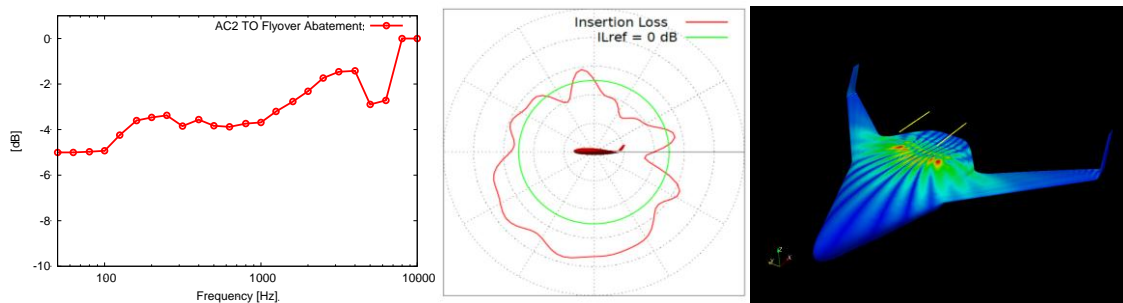 AC2 TO Flyover Abatement;
0
-2
-4
-6
-8
-10
[dB]
100
1000
10000
Frequency [Hz].
Insertion Loss
ILref = 0 dB
Z
X